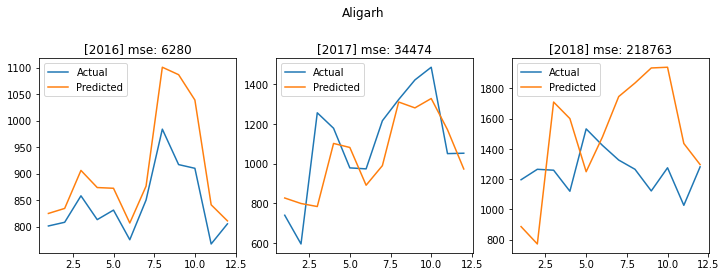 Aligarh
[2016] mse: 6280
Actual
Predicted
1100
1050
1000
950
900
850
800
2.5 5.0 7.5 10.0 12.5
[2017] mse: 34474
Actual
Predicted
1400
1200
1000
800
600
2.5 5.0 7.5 10.0 12.5
[2018] mse: 218763
Actual
Predicted
1800
1600
1400
1200
1000
800
2.5 5.0 7.5 10.0 12.5